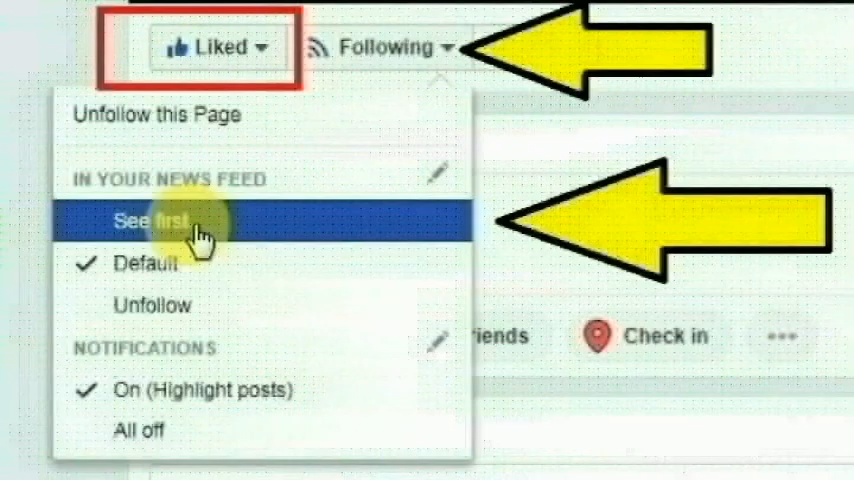 Liked Following
Unfollow this Page
IN YOUR NEWS FEED
See first
Default
Unfollow
riends Check in
NOTIFICATIONS
On (Highlight posts)
All off